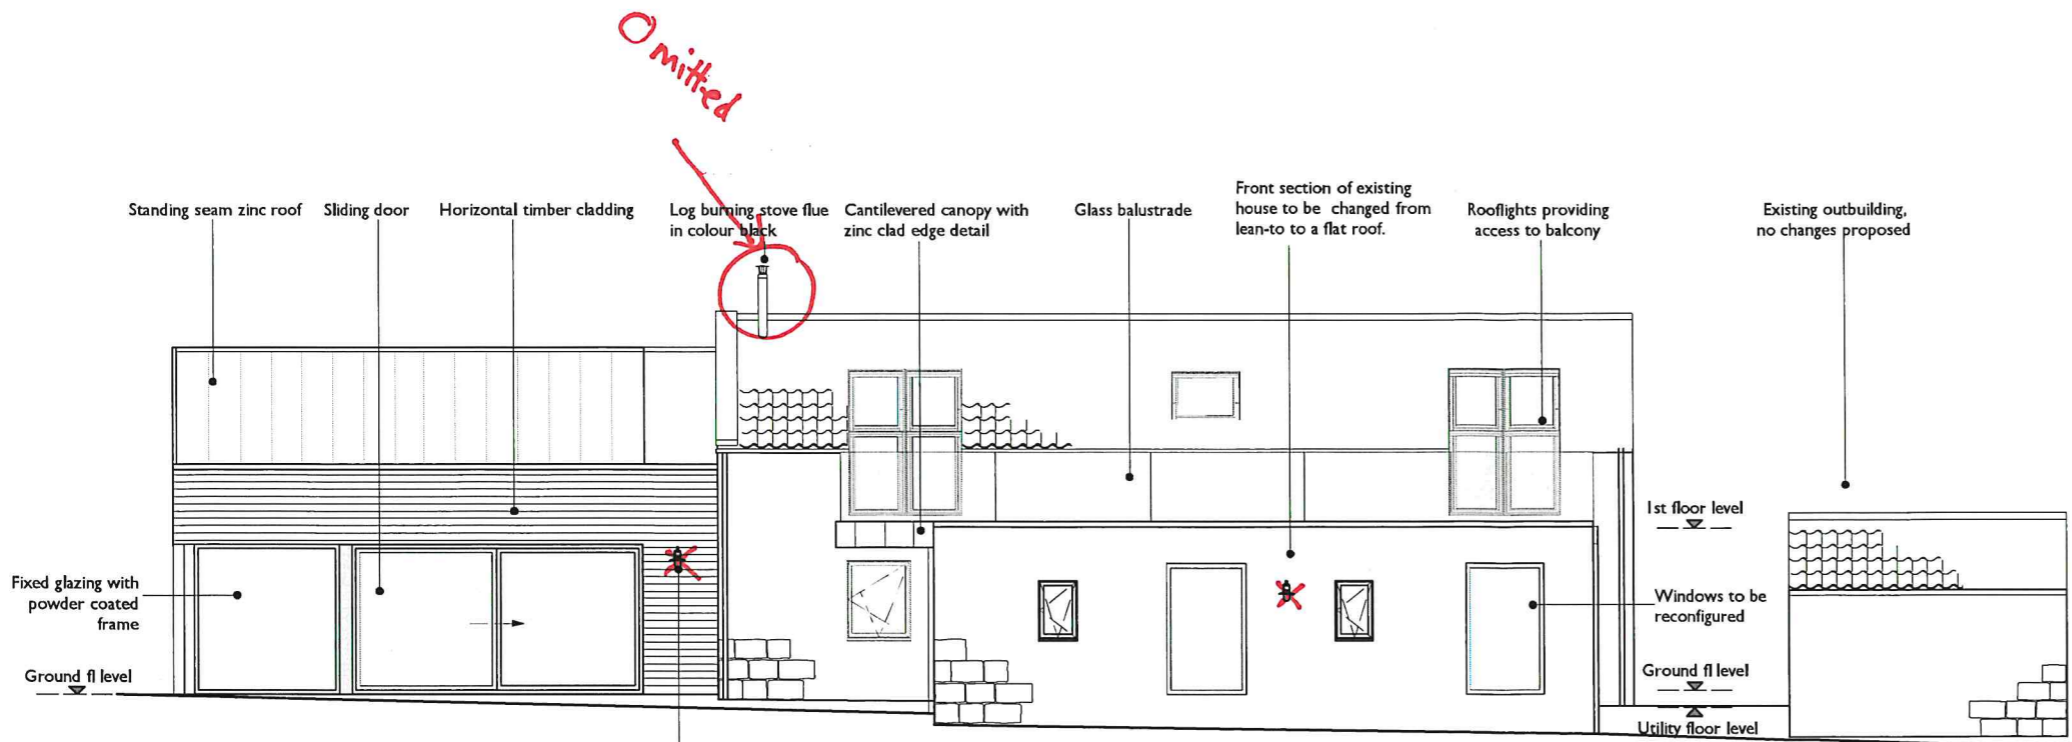 Omitted
Standing seam zinc roof
Sliding door
Horizontal timber cladding
Log burning stove flue
in colour black
Cantilevered canopy with
zinc clad edge detail
Glass balustrade
Front section of existing
house to be changed from
lean-to to a flat roof.
Rooflights providing
access to balcony
Existing outbuilding,
no changes proposed
1st floor level
Fixed glazing with
powder coated
frame
Windows to be
reconfigured
Ground fl level
Ground fl level
Utility floor level